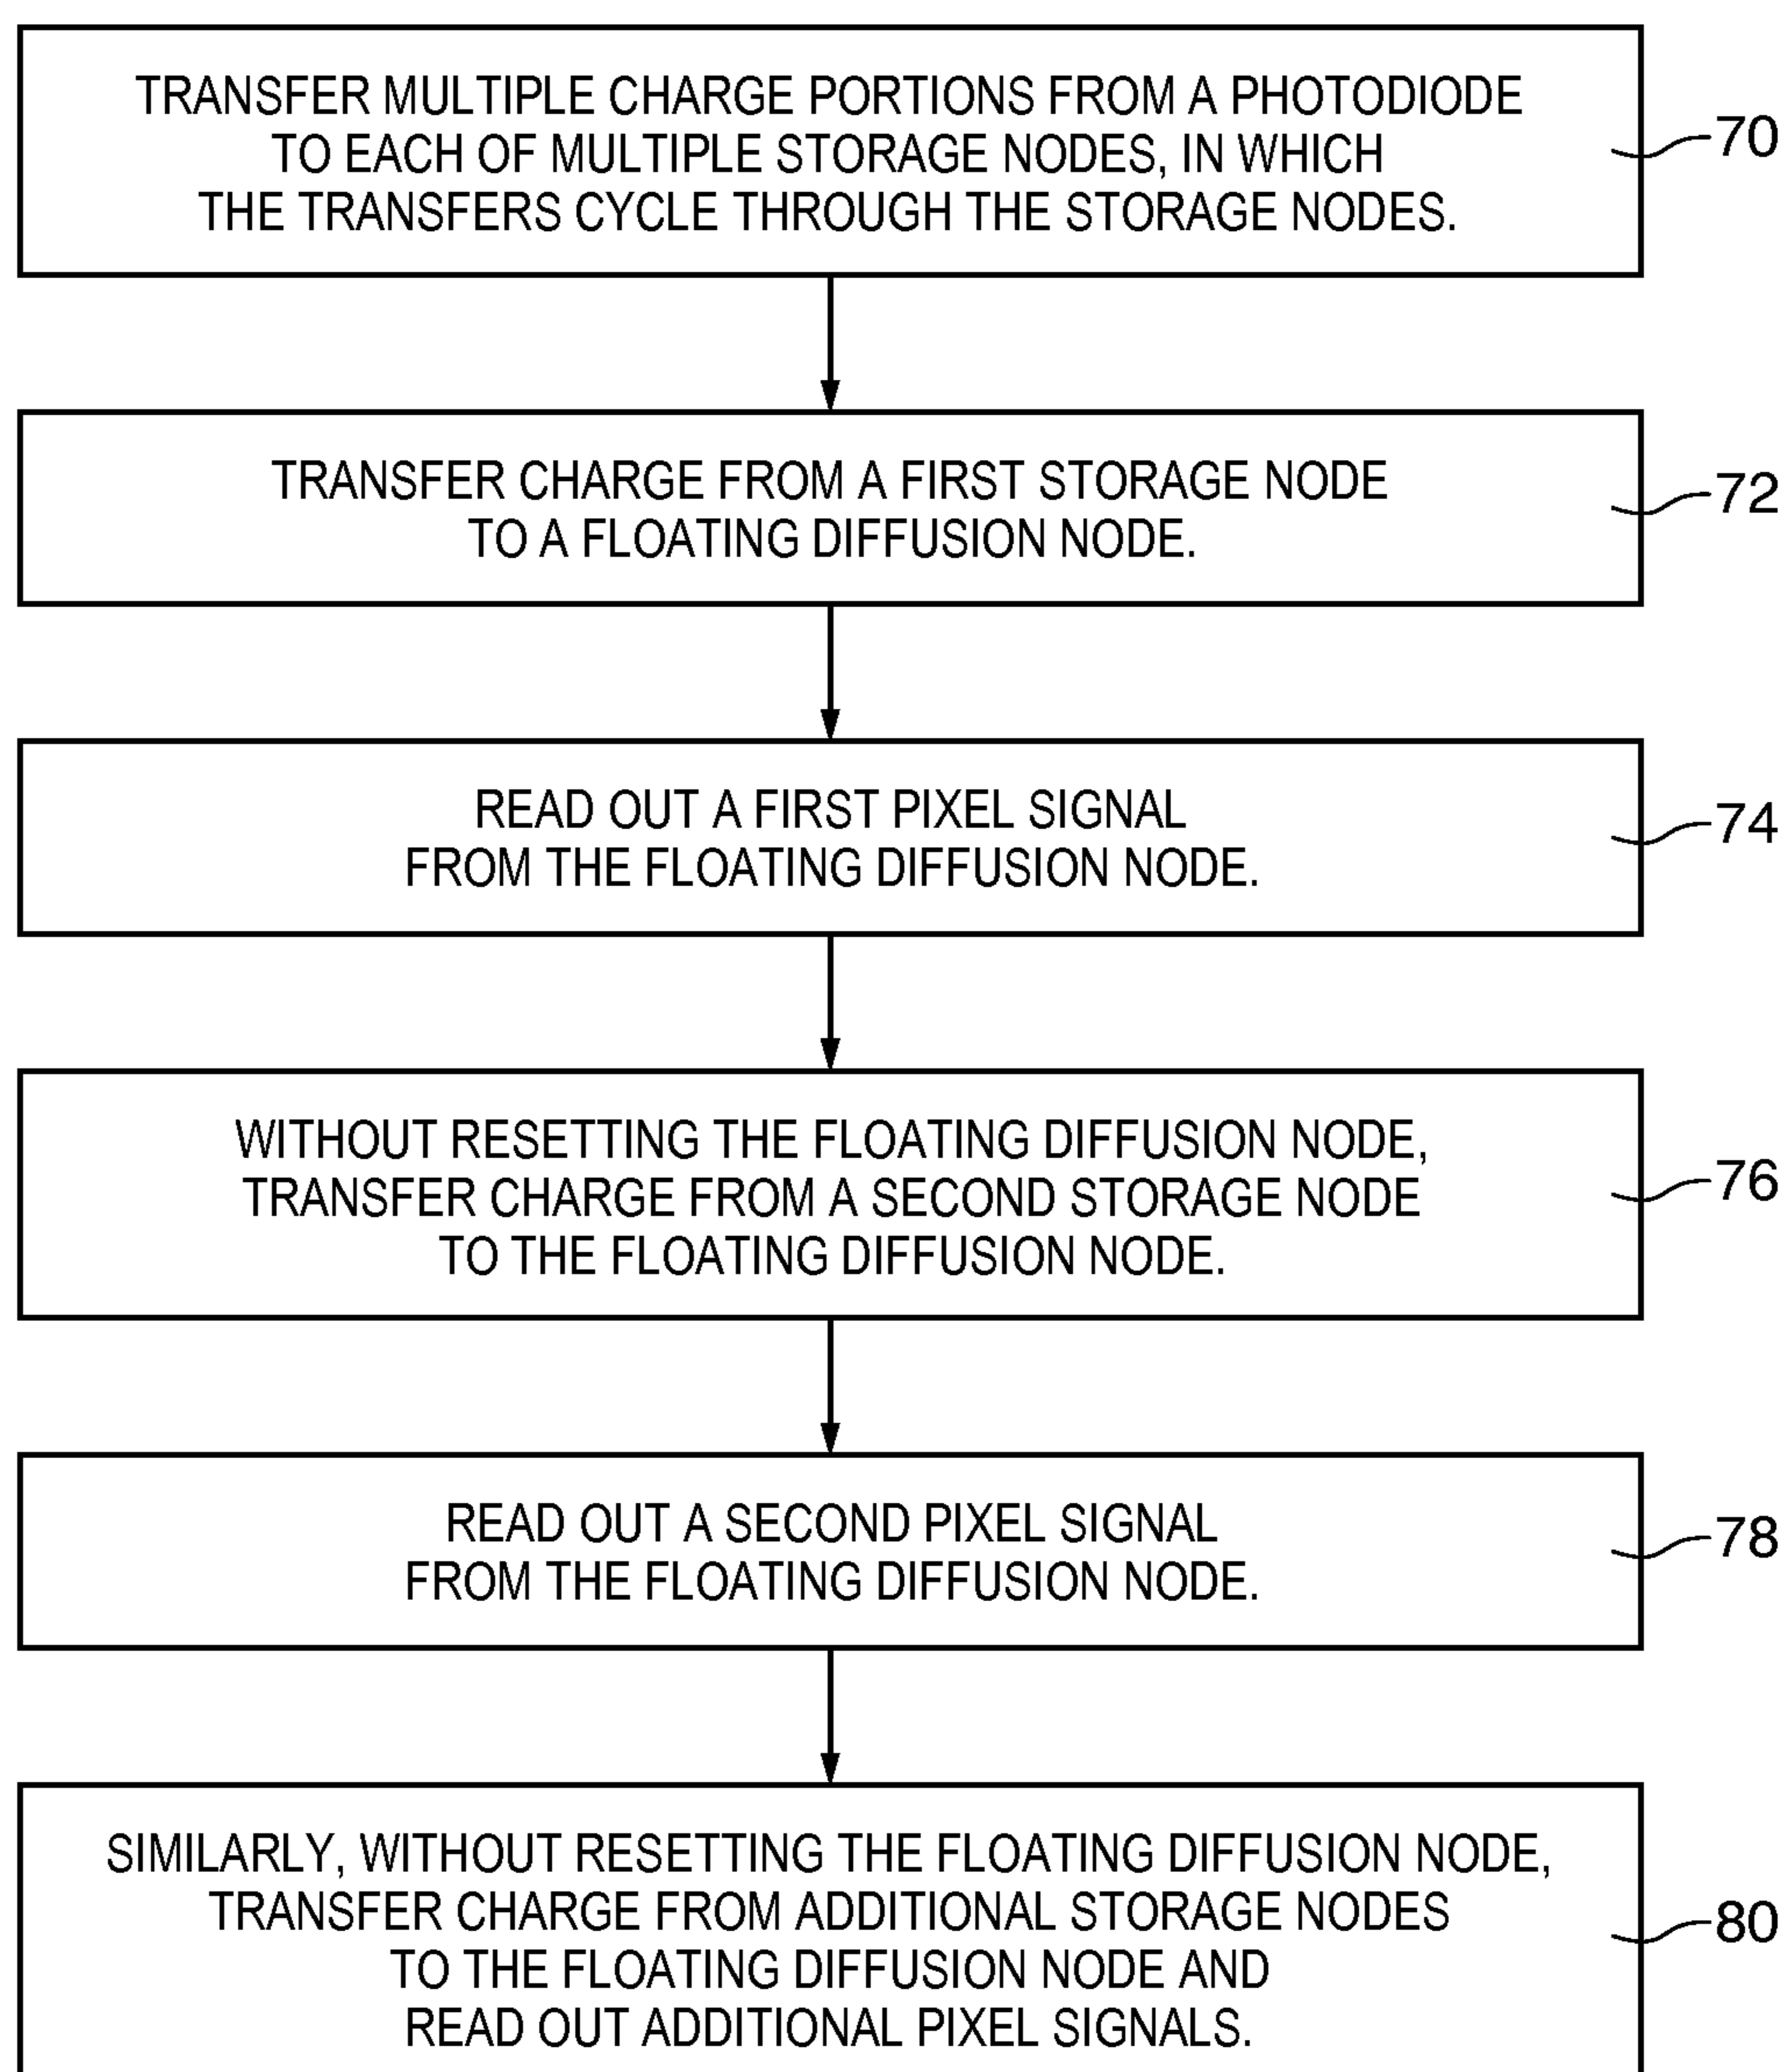 TRANSFER MULTIPLE CHARGE PORTIONS FROM A PHOTODIODE
TO EACH OF MULTIPLE STORAGE NODES, IN WHICH
THE TRANSFERS CYCLE THROUGH THE STORAGE NODES.
70
TRANSFER CHARGE FROM A FIRST STORAGE NODE
TO A FLOATING DIFFUSION NODE.
72
READ OUT A FIRST PIXEL SIGNAL
FROM THE FLOATING DIFFUSION NODE.
74
WITHOUT RESETTING THE FLOATING DIFFUSION NODE,
TRANSFER CHARGE FROM A SECOND STORAGE NODE
TO THE FLOATING DIFFUSION NODE.
76
READ OUT A SECOND PIXEL SIGNAL
FROM THE FLOATING DIFFUSION NODE.
78
SIMILARLY, WITHOUT RESETTING THE FLOATING DIFFUSION NODE,
TRANSFER CHARGE FROM ADDITIONAL STORAGE NODES
TO THE FLOATING DIFFUSION NODE AND
READ OUT ADDITIONAL PIXEL SIGNALS.
80